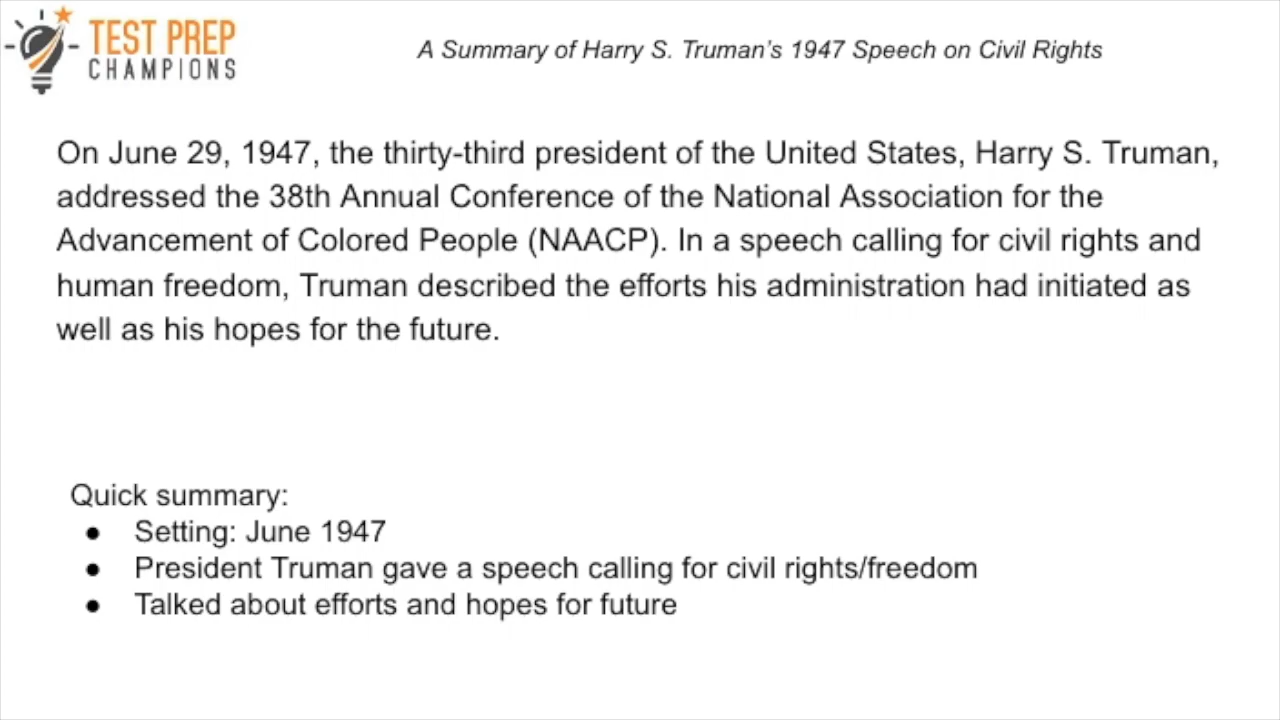 TEST PREP
CHAMPIONS
A Summary of Harry S. Truman's 1947 Speech on Civil Rights
On June 29, 1947, the thirty-third president of the United States, Harry S. Truman,
addressed the 38th Annual Conference of the National Association for the
Advancement of Colored People (NAACP). In a speech calling for civil rights and
human freedom, Truman described the efforts his administration had initiated as
well as his hopes for the future.
Quick summary:
● Setting: June 1947
● President Truman gave a speech calling for civil rights/freedom
● Talked about efforts and hopes for future